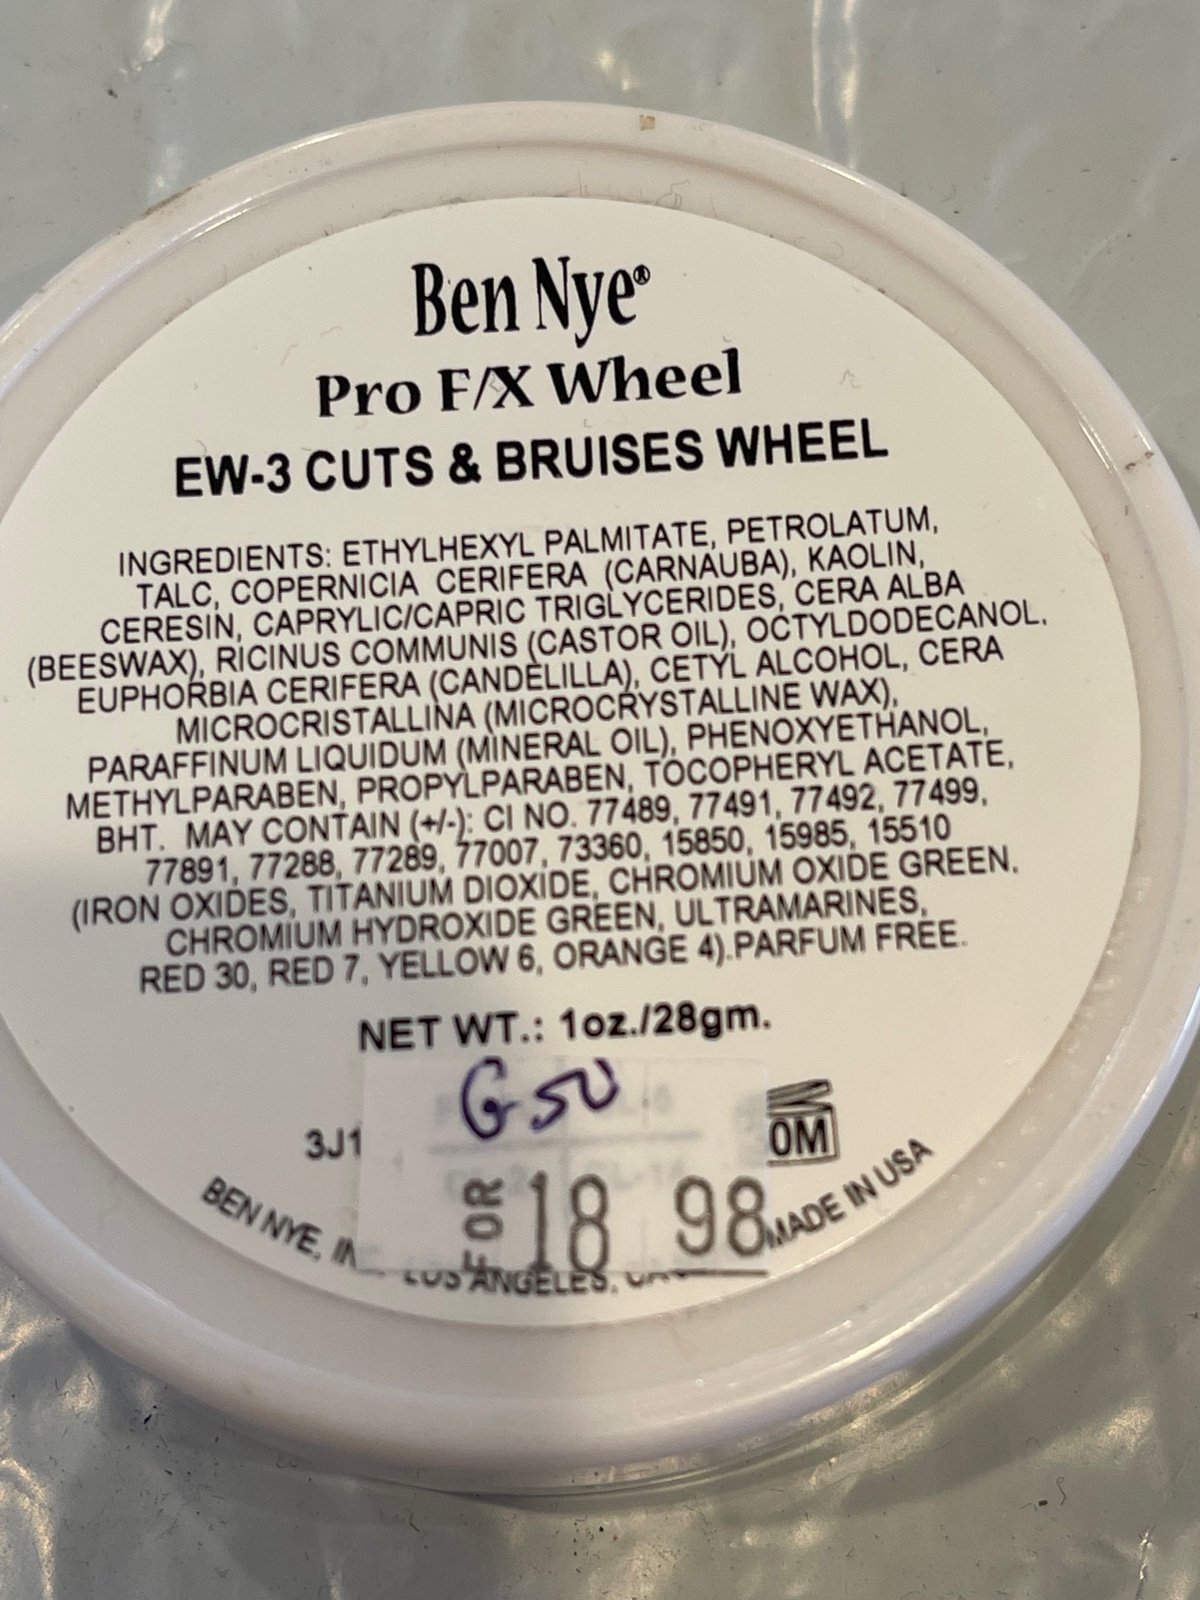 Ben Nye®
Pro F/X Wheel
EW-3 CUTS & BRUISES WHEEL
INGREDIENTS: ETHYLHEXYL PALMITATE, PETROLATUM,
TALC, COPERNICIA CERIFERA (CARNAUBA), KAOLIN,
CERESIN, CAPRYLIC/CAPRIC TRIGLYCERIDES, CERA ALBA
(BEESWAX), RICINUS COMMUNIS (CASTOR OIL), OCTYLDODECANOL,
EUPHORBIA CERIFERA (CANDELILLA), CETYL ALCOHOL, CERA
MICROCRISTALLINA (MICROCRYSTALLINE WAX),
PARAFFINUM LIQUIDUM (MINERAL OIL), PHENOXYETHANOL,
METHYLPARABEN, PROPYLPARABEN, TOCOPHERYL ACETATE,
BHT. MAY CONTAIN (+/-): CI NO. 77489, 77491, 77492, 77499,
77891, 77288, 77289, 77007, 73360, 15850, 15985, 15510
(IRON OXIDES, TITANIUM DIOXIDE, CHROMIUM OXIDE GREEN.
CHROMIUM HYDROXIDE GREEN, ULTRAMARINES,
RED 30, RED 7, YELLOW 6, ORANGE 4).PARFUM FREE.
NET WT.: 1oz./28gm.
G50
3J1
0M
FOR 18 98
BEN NYE, IN LOS ANGELES, MADE IN USA